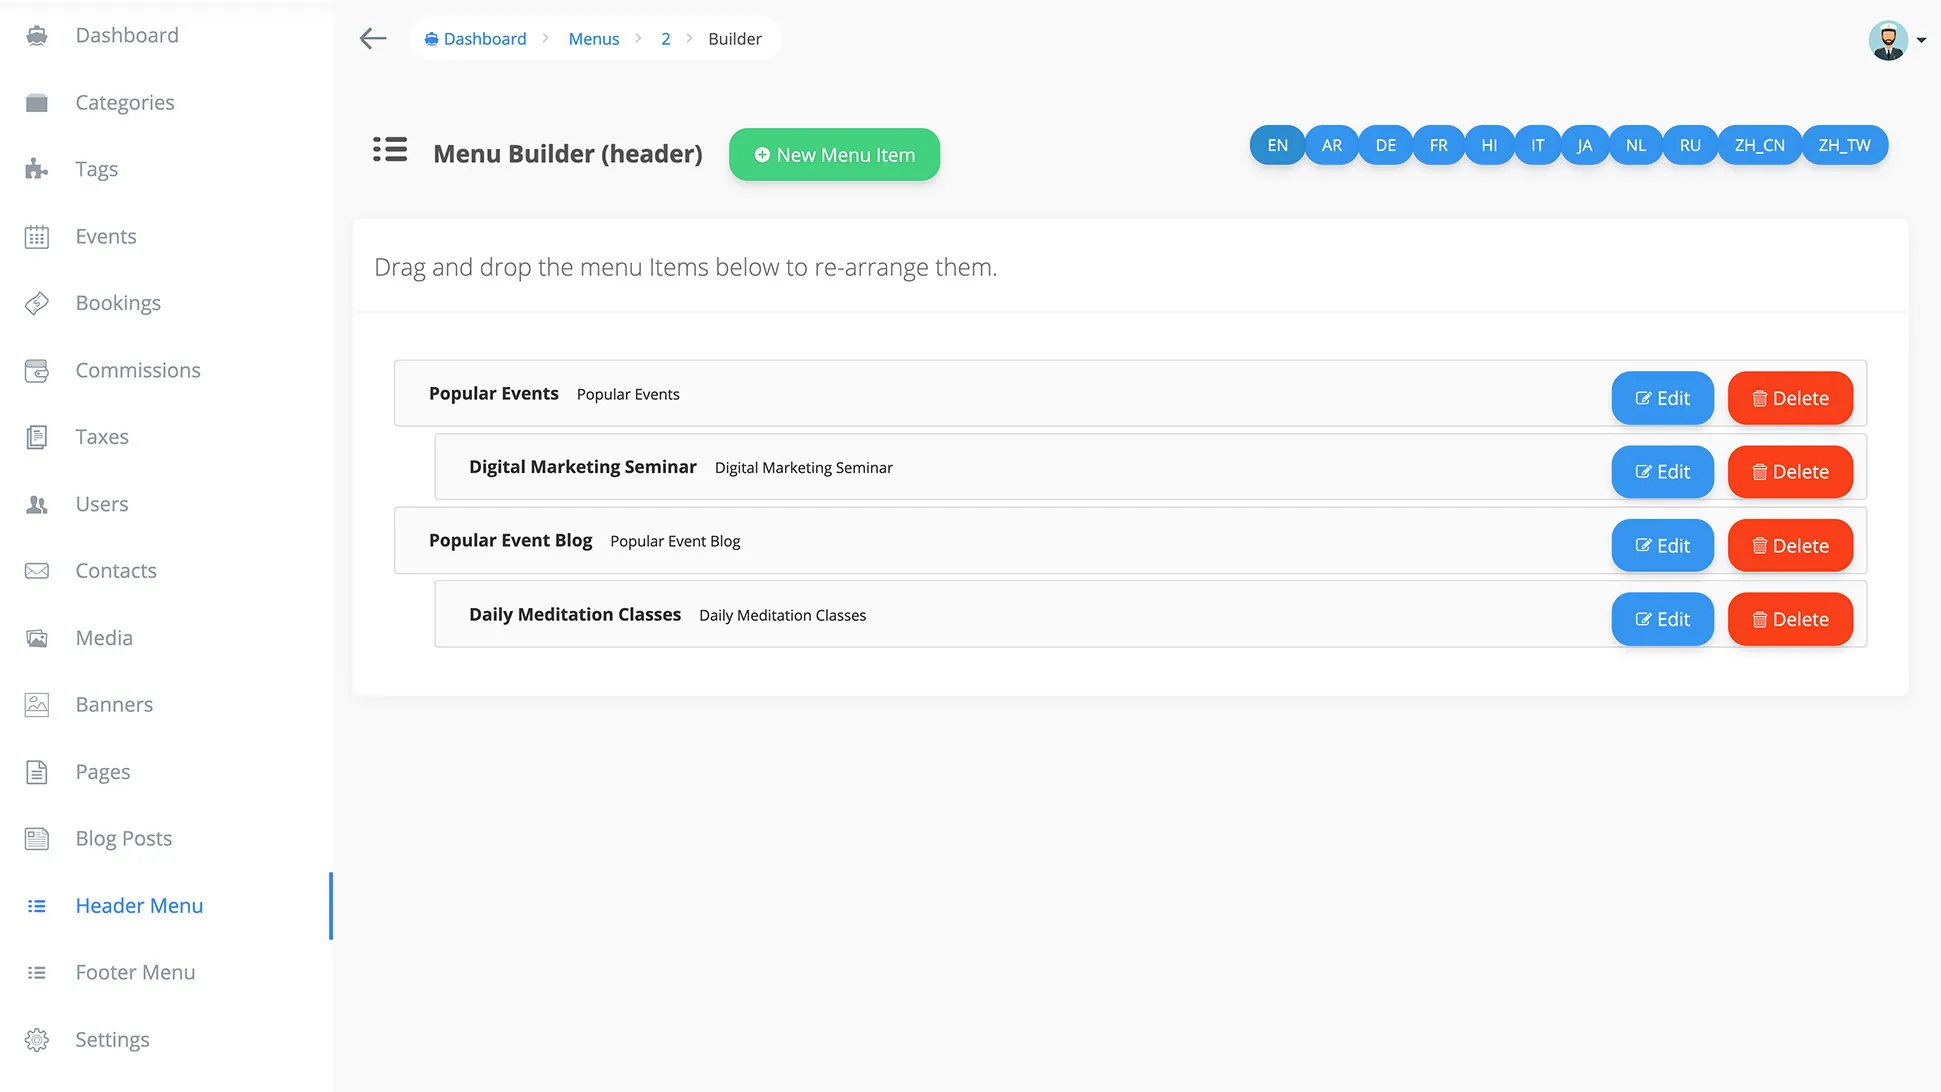 Dashboard
Categories
Tags
Events
Bookings
Commissions
Taxes
Users
Contacts
Media
Banners
Pages
Blog Posts
Header Menu
Footer Menu
Settings
Dashboard Menus 2 Builder
Menu Builder (header) New Menu Item
EN AR DE FR HI IT JA NL RU ZH_CN ZH_TW
Drag and drop the menu Items below to re-arrange them.
Popular Events Popular Events Edit Delete
Digital Marketing Seminar Digital Marketing Seminar Edit Delete
Popular Event Blog Popular Event Blog Edit Delete
Daily Meditation Classes Daily Meditation Classes Edit Delete